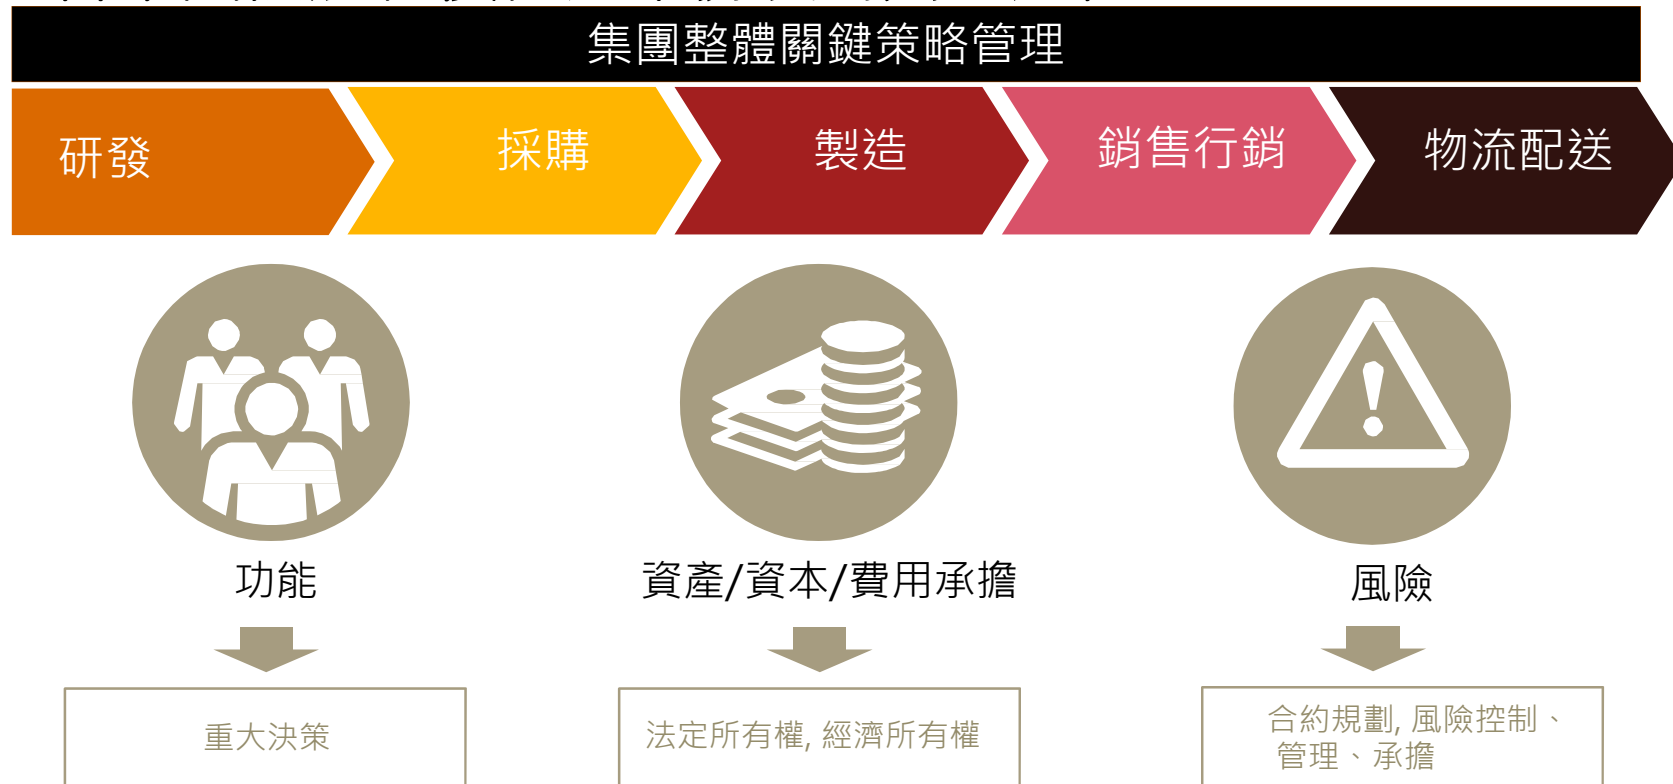 集團整體關鍵策略管理
研發
採購
製造
銷售行銷
物流配送
功能
資產/資本/費用承擔
風險
重大決策
法定所有權, 經濟所有權
合約規劃, 風險控制、
管理、承擔